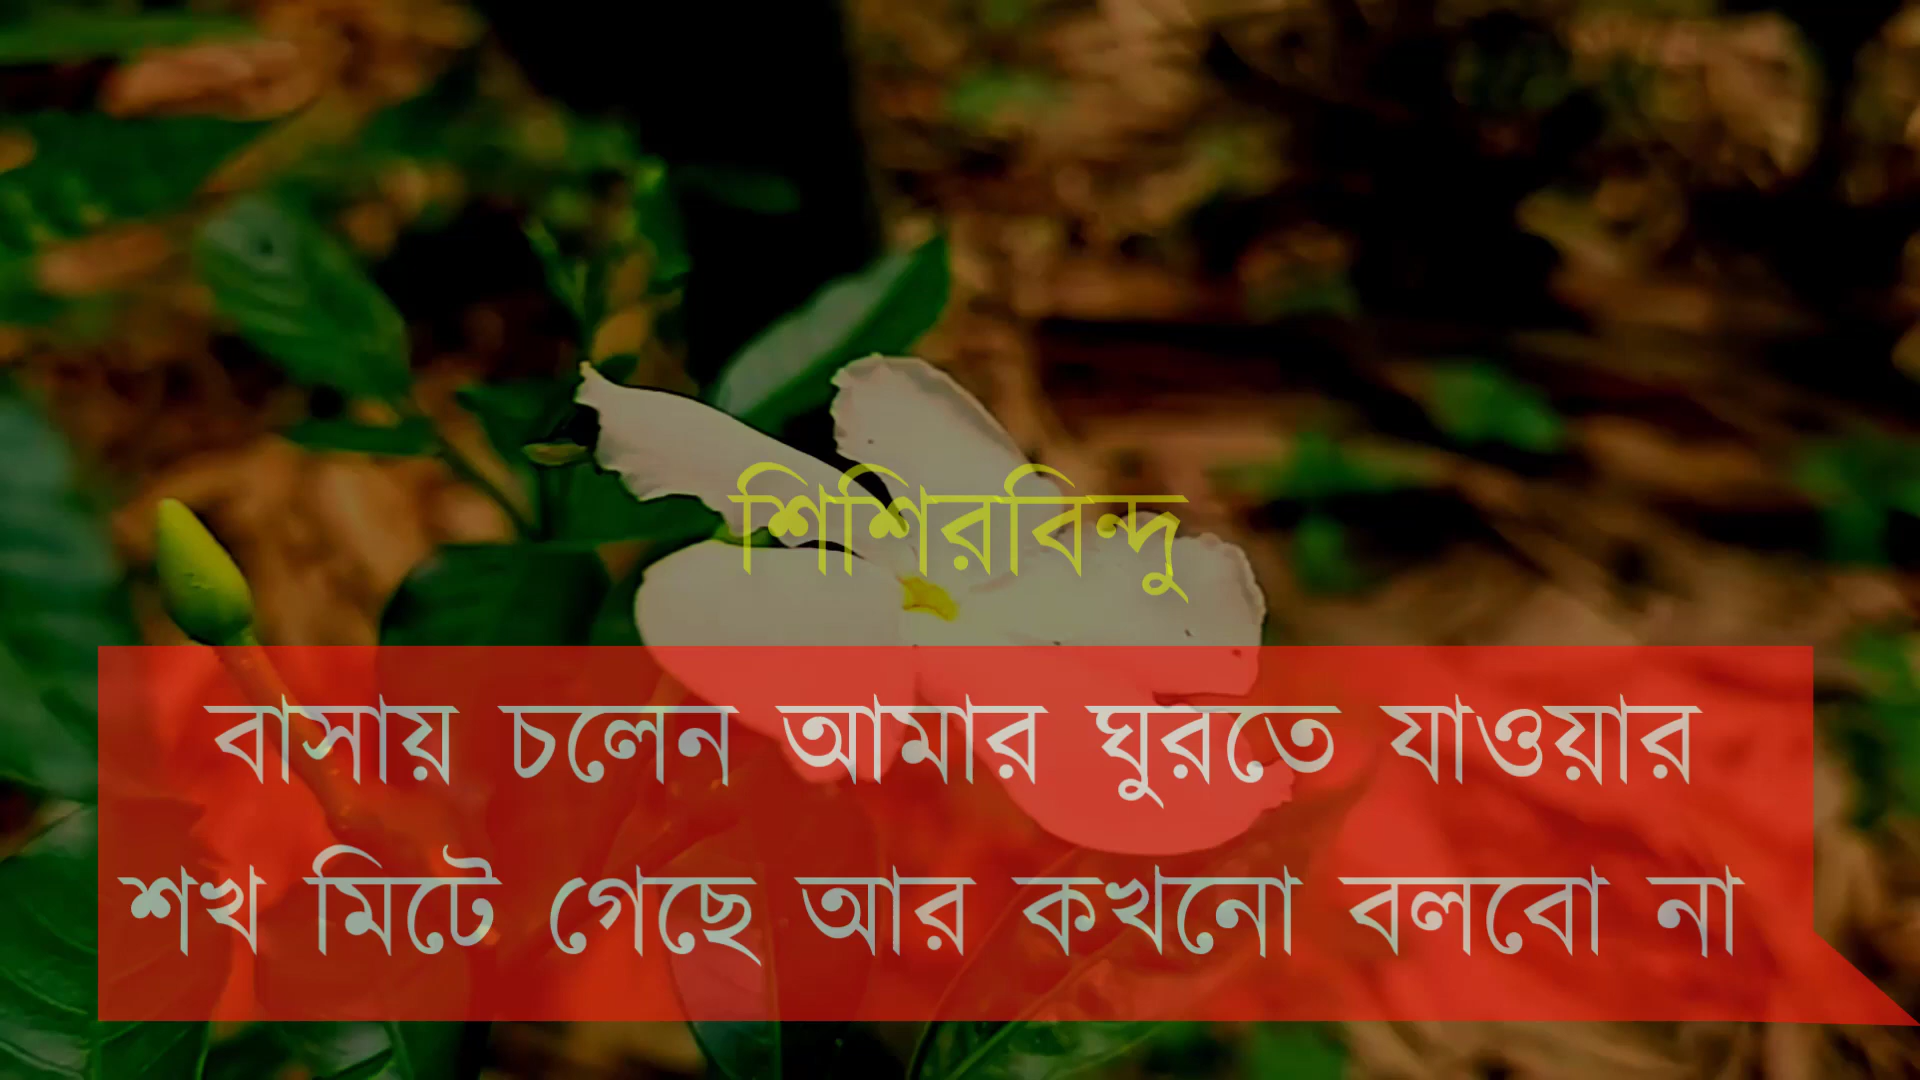 শিশিরবিন্দু
বাসায় চলেন আমার ঘুরতে যাওয়ার
শখ মিটে গেছে আর কখনো বলবো না